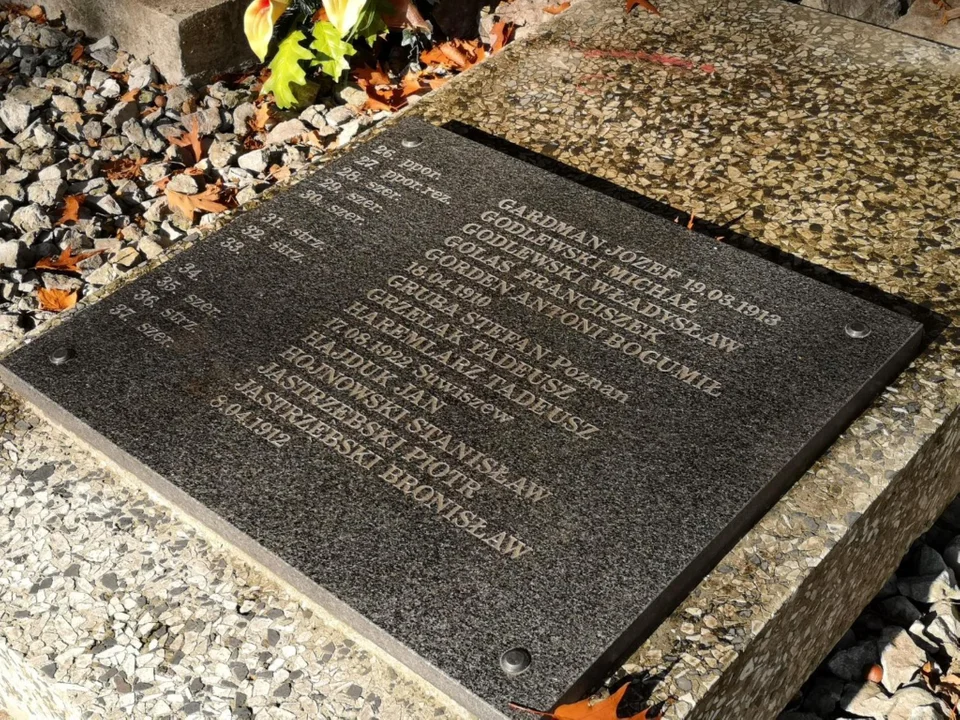 26. ppor. GARDMAN JÓZEF 19.03.1913
27. ppor.rez. GODLEWSKI MICHAŁ
28. szer. GODLEWSKI WŁADYSŁAW
29. szer. GOLAS FRANCISZEK
30. szer. GORDEN ANTONI BOGUMIŁ
18.04.1910
31. strz. GRUBA STEFAN Poznan
32. strz. GRZELAK TADEUSZ
33. HAREMLARZ TADEUSZ
17.08.1922 Skwiszew
34. HAJDUK JAN
35. szer. HOJNOWSKI STANISŁAW
36. strz. JASTRZĘBSKI PIOTR
37. szer. JASTRZĘBSKI BRONISŁAW
8.04.1912